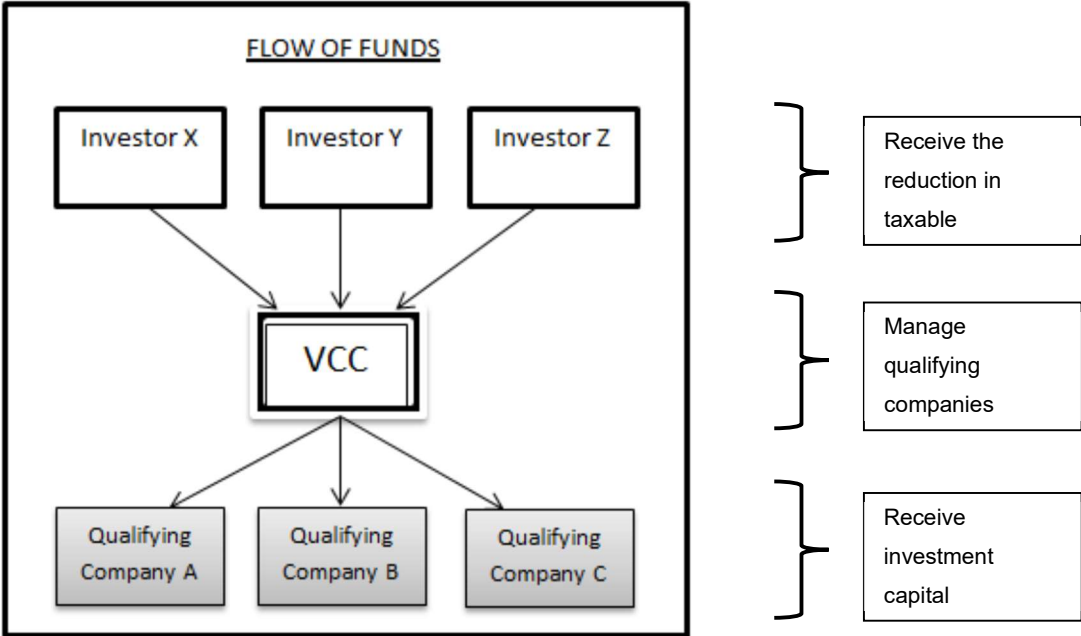 FLOW OF FUNDS
Investor X
Investor Y
Investor Z
Receive the
reduction in
taxable
VCC
Manage
qualifying
companies
Qualifying
Company A
Qualifying
Company B
Qualifying
Company C
Receive
investment
capital